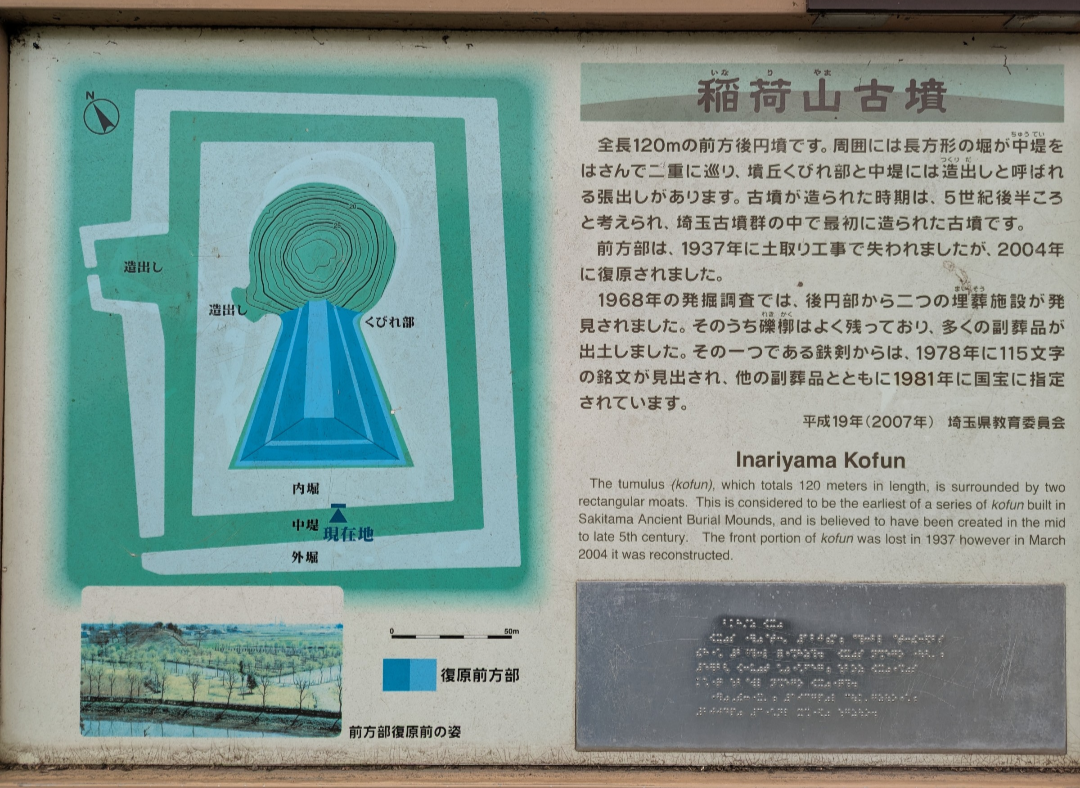 N
造出し
造出し
くびれ部
内堀
中堤
現在地
外堀
0 50m
復原前方部
前方部復原前の姿
いなりやま
稲荷山古墳
ちゅうてい
全長120mの前方後円墳です。周囲には長方形の堀が中堤を
つくりだ
はさんで二重に巡り、墳丘くびれ部と中堤には造出しと呼ばれ
る張出しがあります。古墳が造られた時期は、5世紀後半ころ
と考えられ、埼玉古墳群の中で最初に造られた古墳です。
前方部は、1937年に土取り工事で失われましたが、2004年
に復原されました。
まいそう
1968年の発掘調査では、後円部から二つの埋葬施設が発
れきかく
見されました。そのうち礫槨はよく残っており、多くの副葬品が
出土しました。その一つである鉄剣からは、1978年に115文字
の銘文が見出され、他の副葬品とともに1981年に国宝に指定
されています。
平成19年(2007年) 埼玉県教育委員会
Inariyama Kofun
The tumulus (kofun), which totals 120 meters in length, is surrounded by two
rectangular moats. This is considered to be the earliest of a series of kofun built in
Sakitama Ancient Burial Mounds, and is believed to have been created in the mid
to late 5th century. The front portion of kofun was lost in 1937 however in March
2004 it was reconstructed.